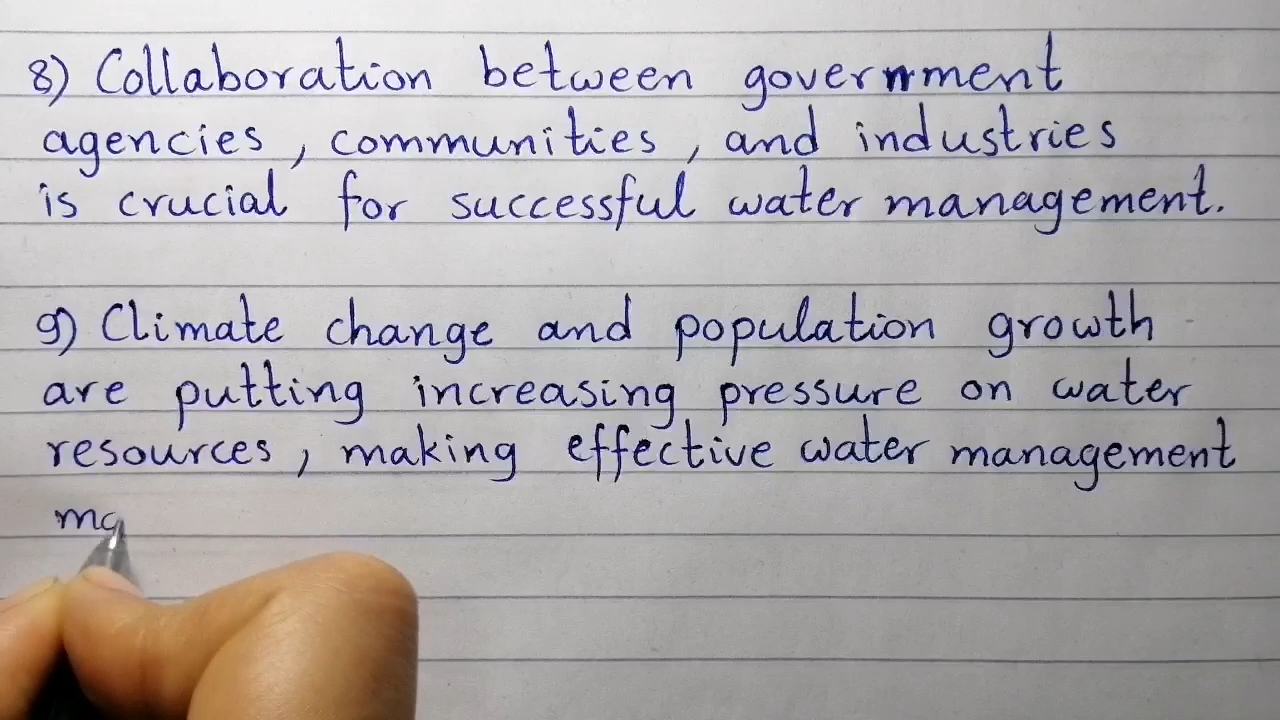 8) Collaboration between government
agencies, communities, and industries
is crucial for successful water management.
9) Climate change and population growth
are putting increasing pressure on water
resources, making effective water management